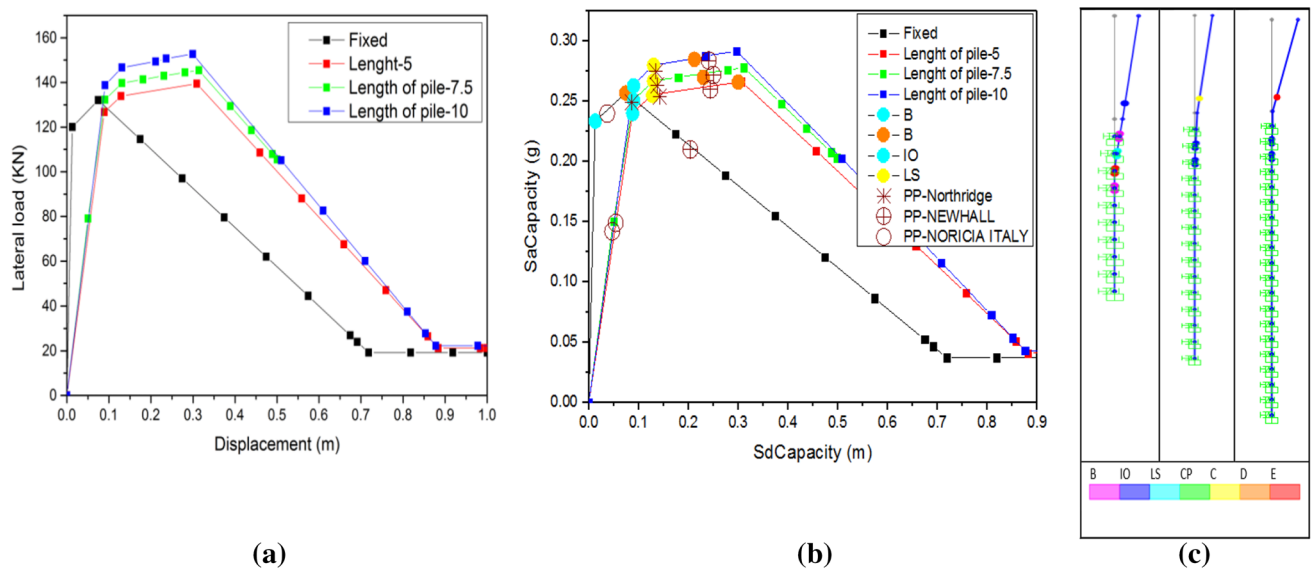 Lateral load (KN)
160
140
120
100
80
60
40
20
0
0.0 0.1 0.2 0.3 0.4 0.5 0.6 0.7 0.8 0.9 1.0
Displacement (m)
Fixed
Lenght-5
Length of pile-7.5
Length of pile-10
(a)
SaCapacity (g)
0.30
0.25
0.20
0.15
0.10
0.05
0.00
0.0 0.1 0.2 0.3 0.4 0.5 0.6 0.7 0.8 0.9
SdCapacity (m)
Fixed
Lenght of pile-5
Lenght of pile-7.5
Lenght of pile-10
B
B
IO
LS
PP-Northridge
PP-NEWHALL
PP-NORICIA ITALY
(b)
B IO LS CP C D E
(c)